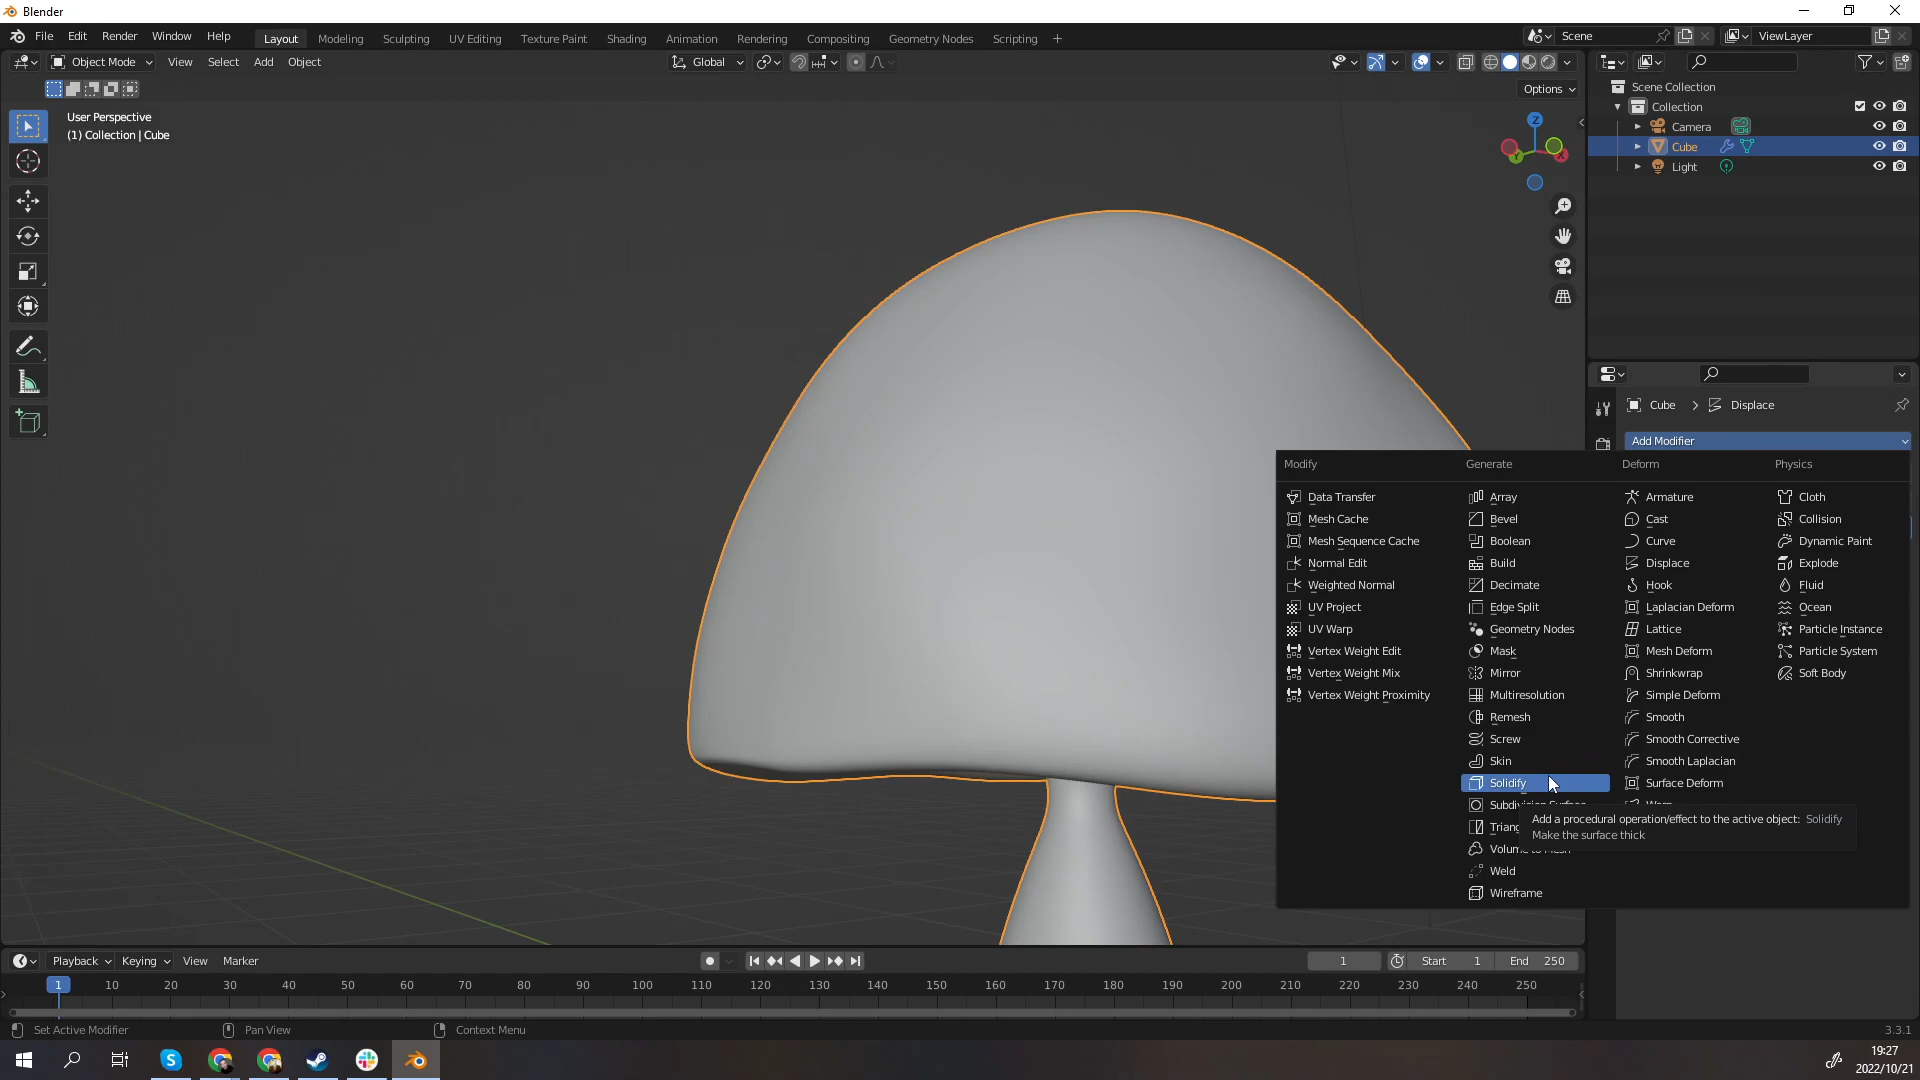 Blender
File Edit Render Window Help
Layout Modeling Sculpting UV Editing Texture Paint Shading Animation Rendering Compositing Geometry Nodes Scripting +
Scene
ViewLayer
Object Mode View Select Add Object
Global
Options
User Perspective
(1) Collection | Cube
Z
Y
X
Scene Collection
Collection
Camera
Cube
Light
Cube > Displace
Add Modifier
Modify
Data Transfer
Mesh Cache
Mesh Sequence Cache
Normal Edit
Weighted Normal
UV Project
UV Warp
Vertex Weight Edit
Vertex Weight Mix
Vertex Weight Proximity
Generate
Array
Bevel
Boolean
Build
Decimate
Edge Split
Geometry Nodes
Mask
Mirror
Multiresolution
Remesh
Screw
Skin
Solidify
Volume to Mesh
Weld
Wireframe
Deform
Armature
Cast
Curve
Displace
Hook
Laplacian Deform
Lattice
Mesh Deform
Shrinkwrap
Simple Deform
Smooth
Smooth Corrective
Smooth Laplacian
Surface Deform
Physics
Cloth
Collision
Dynamic Paint
Explode
Fluid
Ocean
Particle Instance
Particle System
Soft Body
Add a procedural operation/effect to the active object: Solidify
Make the surface thick
Playback Keying View Marker
1 Start 1 End 250
1 10 20 30 40 50 60 70 80 90 100 110 120 130 140 150 160 170 180 190 200 210 220 230 240 250
Set Active Modifier Pan View Context Menu 3.3.1
19:27
2022/10/21